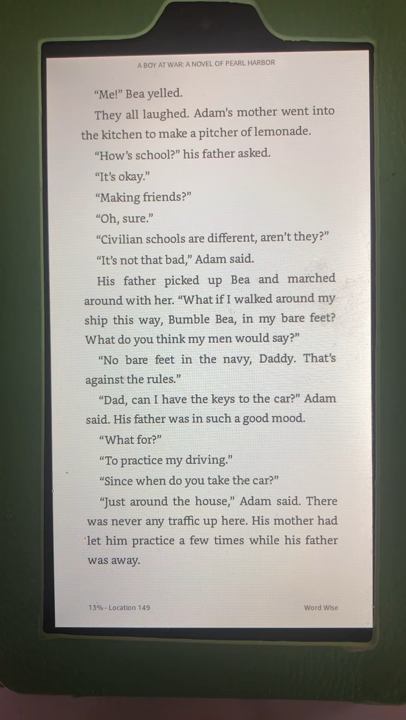 A BOY AT WAR: A NOVEL OF PEARL HARBOR
“Me!” Bea yelled.
They all laughed. Adam’s mother went into
the kitchen to make a pitcher of lemonade.
“How’s school?” his father asked.
“It’s okay.”
“Making friends?”
“Oh, sure.”
“Civilian schools are different, aren’t they?”
“It’s not that bad,” Adam said.
His father picked up Bea and marched
around with her. “What if I walked around my
ship this way, Bumble Bea, in my bare feet?
What do you think my men would say?”
“No bare feet in the navy, Daddy. That’s
against the rules.”
“Dad, can I have the keys to the car?” Adam
said. His father was in such a good mood.
“What for?”
“To practice my driving.”
“Since when do you take the car?”
“Just around the house,” Adam said. There
was never any traffic up here. His mother had
let him practice a few times while his father
was away.
13% - Location 149 Word Wise